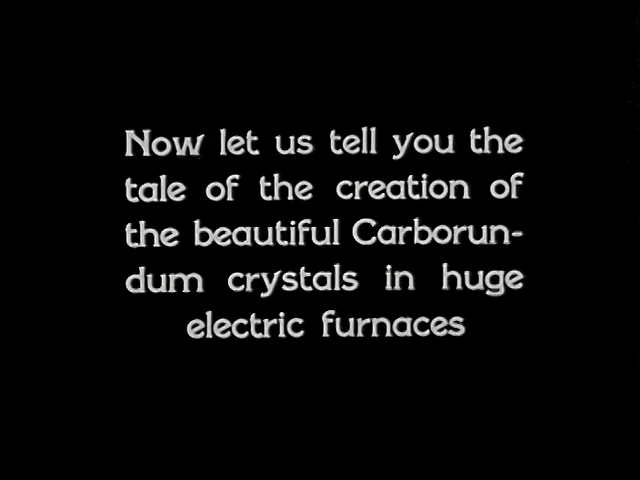 Now let us tell you the
tale of the creation of
the beautiful Carborun-
dum crystals in huge
electric furnaces